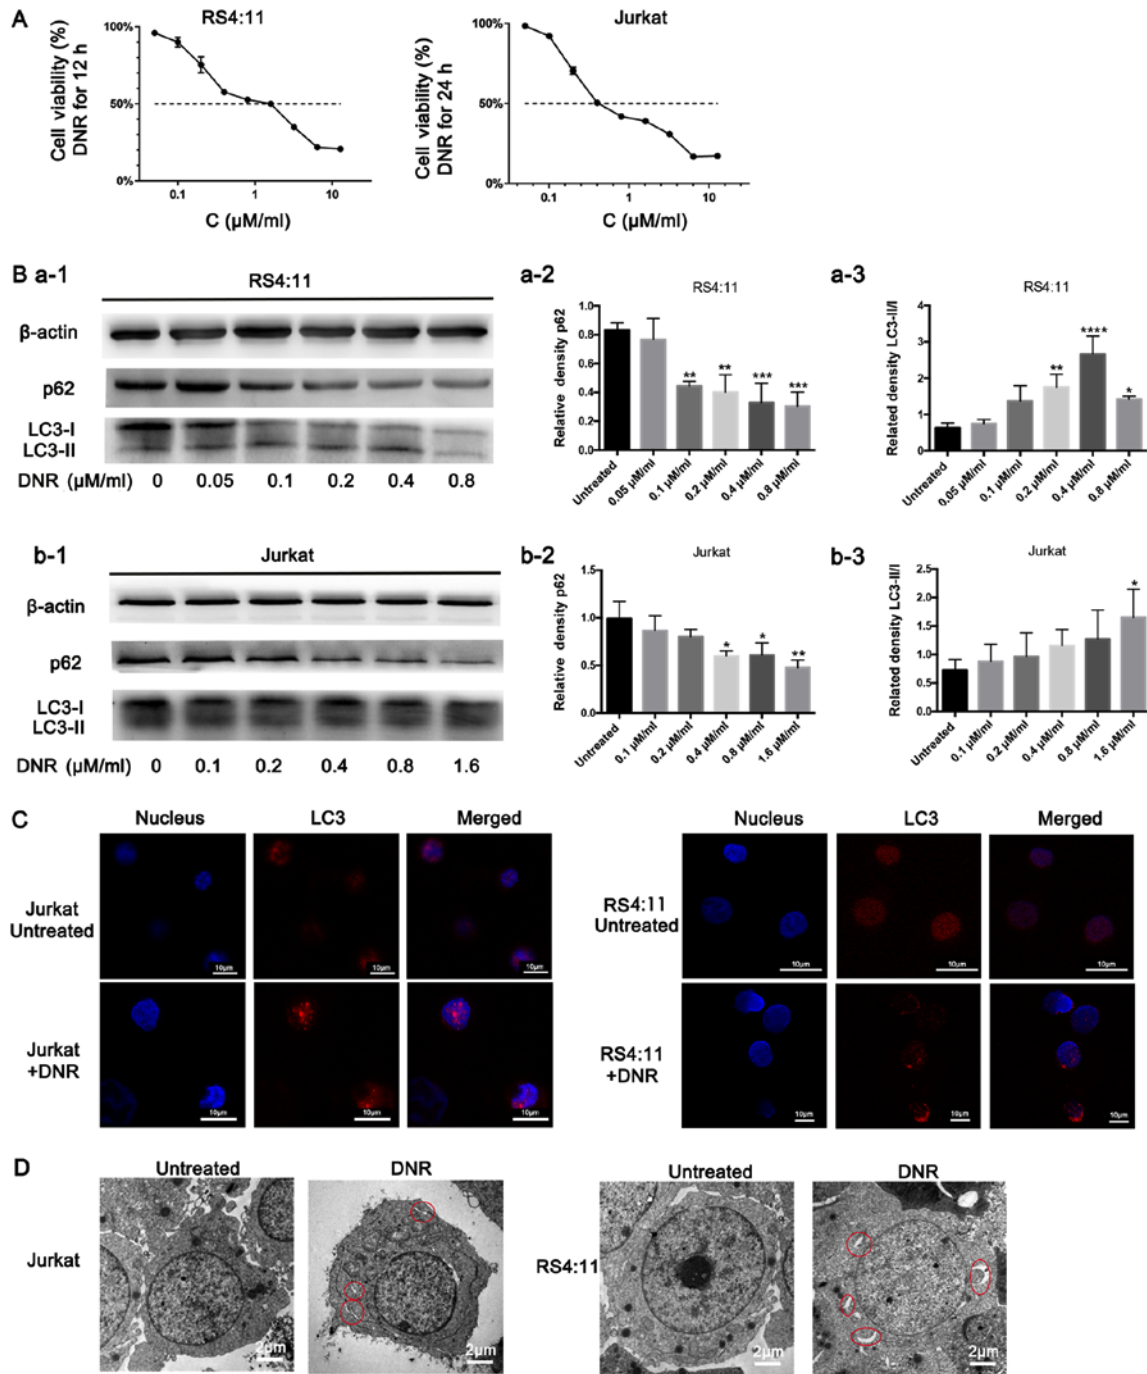 A
RS4:11
Jurkat
Cell viability (%)
DNR for 12 h
100%
50%
0%
0.1
1
10
C (µM/ml)
Cell viability (%)
DNR for 24 h
100%
50%
0%
0.1
1
10
C (µM/ml)
B a-1
RS4:11
β-actin
p62
LC3-I
LC3-II
DNR (µM/ml) 0 0.05 0.1 0.2 0.4 0.8
a-2
RS4:11
Relative density p62
1.0
0.8
0.6
0.4
0.2
0.0
** ** *** ***
Untreated
0.05 µM/ml
0.1 µM/ml
0.2 µM/ml
0.4 µM/ml
0.8 µM/ml
a-3
RS4:11
Related density LC3-II/I
4
3
2
1
0
** **** *
Untreated
0.05 µM/ml
0.1 µM/ml
0.2 µM/ml
0.4 µM/ml
0.8 µM/ml
b-1
Jurkat
β-actin
p62
LC3-I
LC3-II
DNR (µM/ml) 0 0.1 0.2 0.4 0.8 1.6
b-2
Jurkat
Relative density p62
1.5
1.0
0.5
0.0
* * **
Untreated
0.1 µM/ml
0.2 µM/ml
0.4 µM/ml
0.8 µM/ml
1.6 µM/ml
b-3
Jurkat
Related density LC3-II/I
2.5
2.0
1.5
1.0
0.5
0.0
*
Untreated
0.1 µM/ml
0.2 µM/ml
0.4 µM/ml
0.8 µM/ml
1.6 µM/ml
C
Nucleus LC3 Merged
Jurkat
Untreated
10µm 10µm 10µm
Jurkat
+DNR
10µm 10µm 10µm
Nucleus LC3 Merged
RS4:11
Untreated
10µm 10µm 10µm
RS4:11
+DNR
10µm 10µm 10µm
D
Untreated DNR
Jurkat
2µm 2µm
Untreated DNR
RS4:11
2µm 2µm